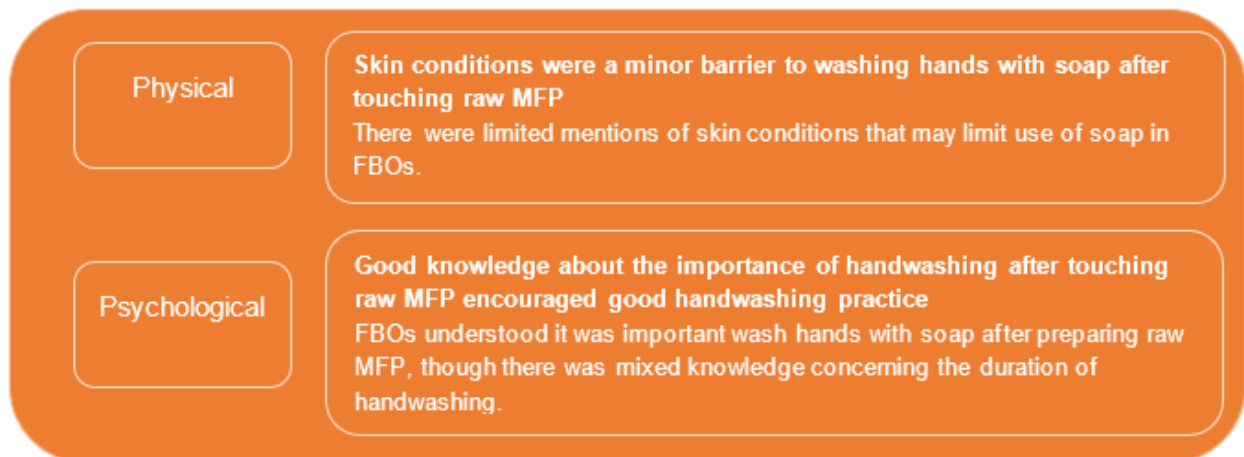 Physical
Skin conditions were a minor barrier to washing hands with soap after
touching raw MFP
There were limited mentions of skin conditions that may limit use of soap in
FBOs.
Psychological
Good knowledge about the importance of handwashing after touching
raw MFP encouraged good handwashing practice
FBOs understood it was important wash hands with soap after preparing raw
MFP, though there was mixed knowledge concerning the duration of
handwashing.